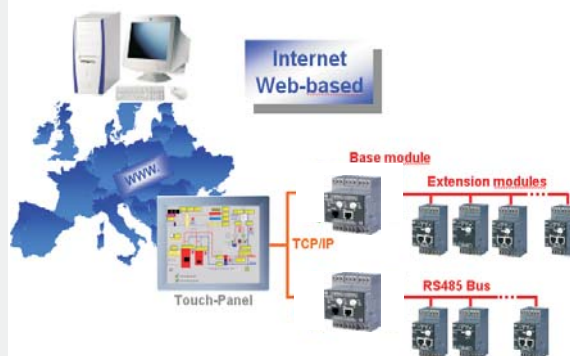 Internet
Web-based
www.
Base module
Extension modules
TCP/IP
Touch-Panel
RS485 Bus